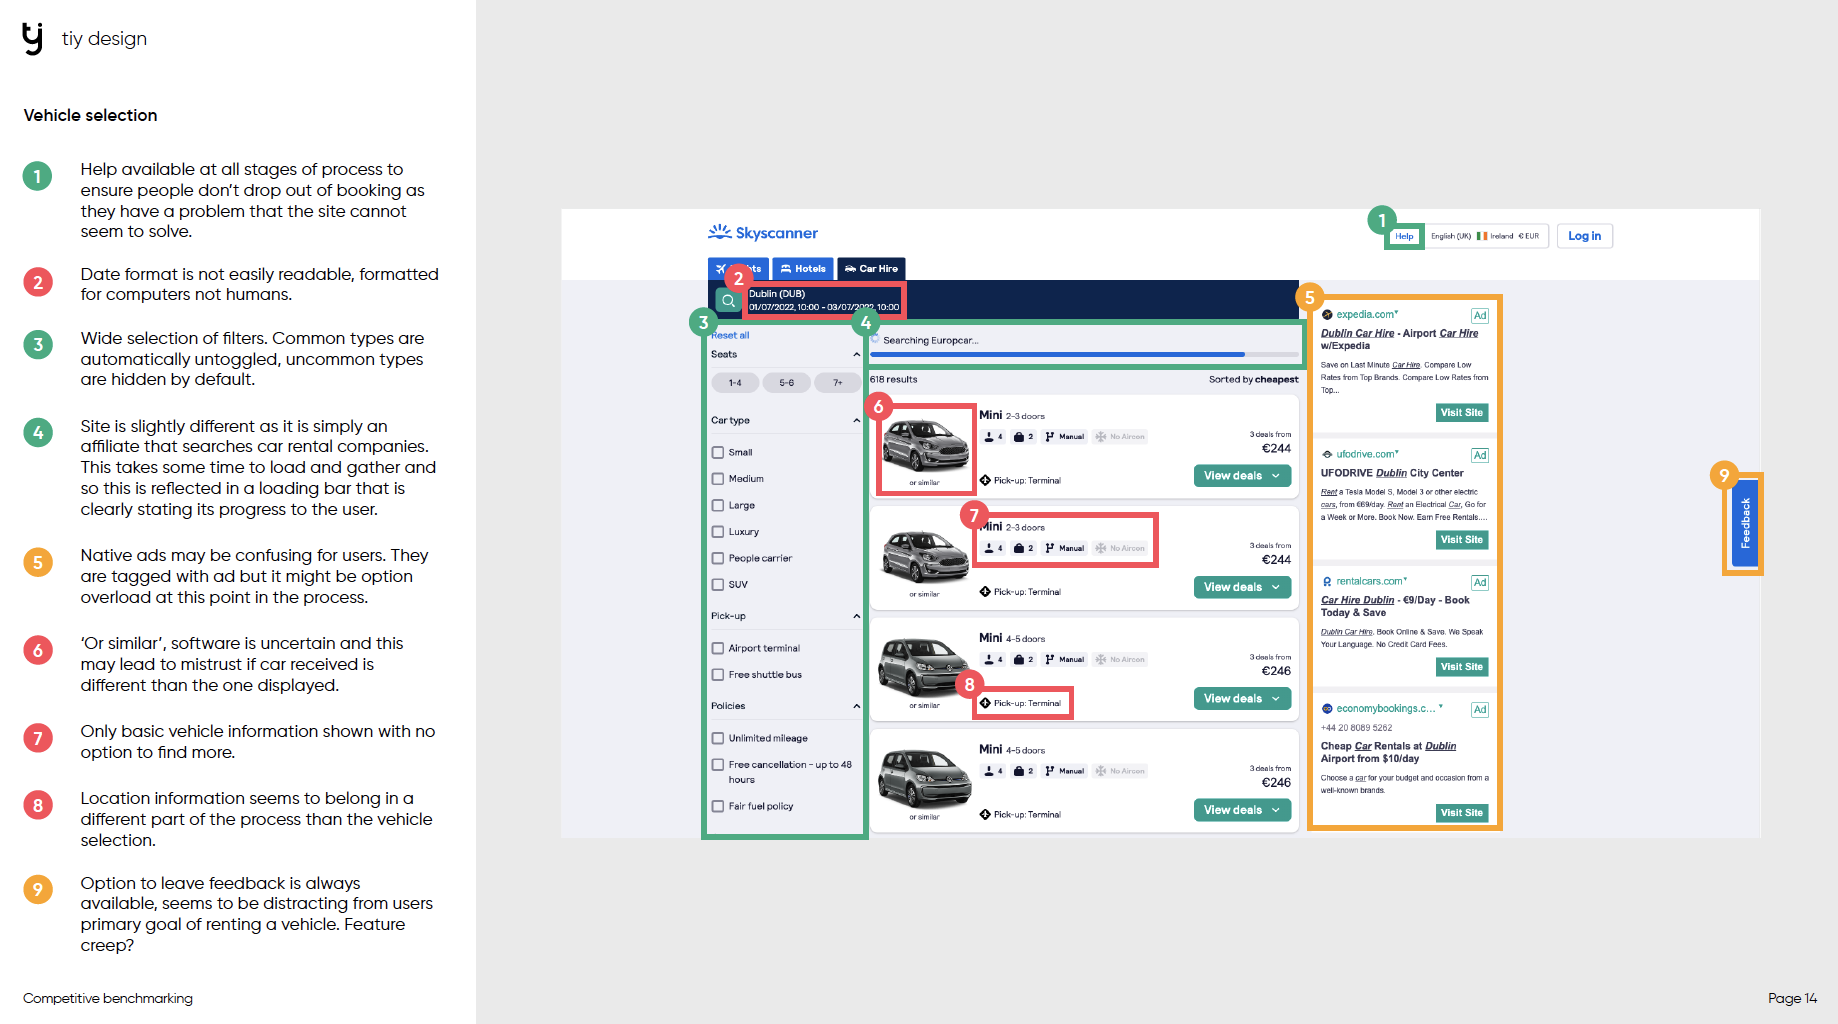 tiy design
Vehicle selection
1
Help available at all stages of process to
ensure people don't drop out of booking as
they have a problem that the site cannot
seem to solve.
2
Date format is not easily readable, formatted
for computers not humans.
3
Wide selection of filters. Common types are
automatically untoggled, uncommon types
are hidden by default.
4
Site is slightly different as it is simply an
affiliate that searches car rental companies.
This takes some time to load and gather and
so this is reflected in a loading bar that is
clearly stating its progress to the user.
5
Native ads may be confusing for users. They
are tagged with ad but it might be option
overload at this point in the process.
6
'Or similar', software is uncertain and this
may lead to mistrust if car received is
different than the one displayed.
7
Only basic vehicle information shown with no
option to find more.
8
Location information seems to belong in a
different part of the process than the vehicle
selection.
9
Option to leave feedback is always
available, seems to be distracting from users
primary goal of renting a vehicle. Feature
creep?
Competitive benchmarking
Skyscanner
1
Help
English (UK) Ireland € EUR
Log in
Hotels
Car Hire
2
Dublin (DUB)
01/07/2022, 10:00 - 03/07/2022, 10:00
3
Reset all
Seats
1-4 5-6 7+
Car type
Small
Medium
Large
Luxury
People carrier
SUV
Pick-up
Airport terminal
Free shuttle bus
Policies
Unlimited mileage
Free cancellation - up to 48
hours
Fair fuel policy
4
Searching Europcar...
618 results
Sorted by cheapest
6
or similar
Mini 2-3 doors
4 2 Manual No Aircon
Pick-up: Terminal
3 deals from
€244
View deals
7
or similar
Mini 2-3 doors
4 2 Manual No Aircon
Pick-up: Terminal
3 deals from
€244
View deals
or similar
Mini 4-5 doors
4 2 Manual No Aircon
8
Pick-up: Terminal
3 deals from
€246
View deals
or similar
Mini 4-5 doors
4 2 Manual No Aircon
Pick-up: Terminal
3 deals from
€246
View deals
5
expedia.com
Ad
Dublin Car Hire - Airport Car Hire
w/Expedia
Save on Last Minute Car Hire. Compare Low
Rates from Top Brands. Compare Low Rates from
Top...
Visit Site
ufodrive.com
Ad
UFODRIVE Dublin City Center
Rent a Tesla Model S, Model 3 or other electric
cars, from €69/day. Rent an Electrical Car, Go for
a Week or More. Book Now. Earn Free Rentals....
Visit Site
rentalcars.com
Ad
Car Hire Dublin - €9/Day - Book
Today & Save
Dublin Car Hire. Book Online & Save. We Speak
Your Language. No Credit Card Fees.
Visit Site
economybookings.c...
Ad
+44 20 8089 5262
Cheap Car Rentals at Dublin
Airport from $10/day
Choose a car for your budget and occasion from a
well-known brands.
Visit Site
9
Feedback
Page 14